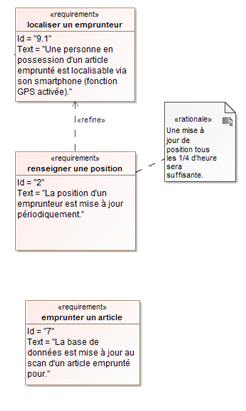 «requirement»
localiser un emprunteur
Id = "9.1"
Text = "Une personne en
possession d'un article
emprunté est localisable via
son smartphone (fonction
GPS activée)."
«refine»
«requirement»
renseigner une position
Id = "2"
Text = "La position d'un
emprunteur est mise à jour
périodiquement."
«rationale»
Une mise à
jour de
position tous
les 1/4 d'heure
sera
suffisante.
«requirement»
emprunter un article
Id = "7"
Text = "La base de
données est mise à jour au
scan d'un article emprunté
pour."